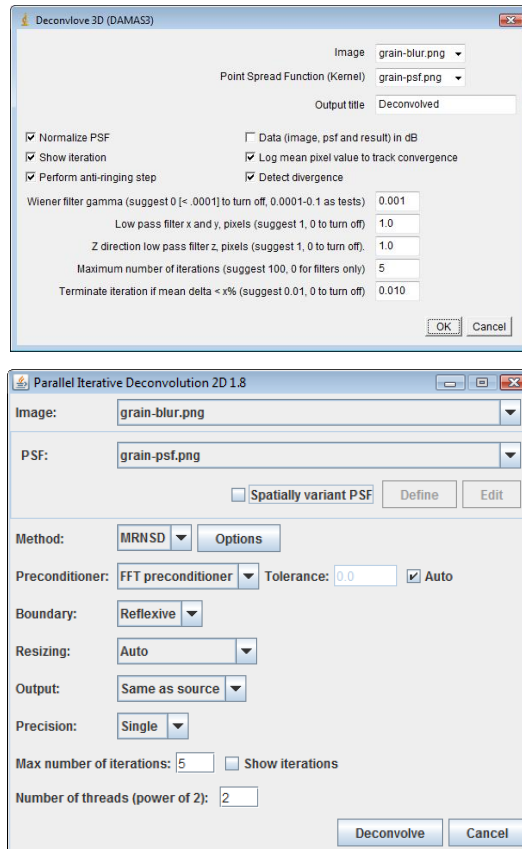 Deconvlove 3D (DAMAS3)
Image grain-blur.png
Point Spread Function (Kernel) grain-psf.png
Output title Deconvolved
Normalize PSF Data (image, psf and result) in dB
Show iteration Log mean pixel value to track convergence
Perform anti-ringing step Detect divergence
Wiener filter gamma (suggest 0 [< .0001] to turn off, 0.0001-0.1 as tests) 0.001
Low pass filter x and y, pixels (suggest 1, 0 to turn off) 1.0
Z direction low pass filter z, pixels (suggest 1, 0 to turn off). 1.0
Maximum number of iterations (suggest 100, 0 for filters only) 5
Terminate iteration if mean delta < x% (suggest 0.01, 0 to turn off) 0.010
OK Cancel
Parallel Iterative Deconvolution 2D 1.8
Image: grain-blur.png
PSF: grain-psf.png
Spatially variant PSF Define Edit
Method: MRNSD Options
Preconditioner: FFT preconditioner Tolerance: 0.0 Auto
Boundary: Reflexive
Resizing: Auto
Output: Same as source
Precision: Single
Max number of iterations: 5 Show iterations
Number of threads (power of 2): 2
Deconvolve Cancel